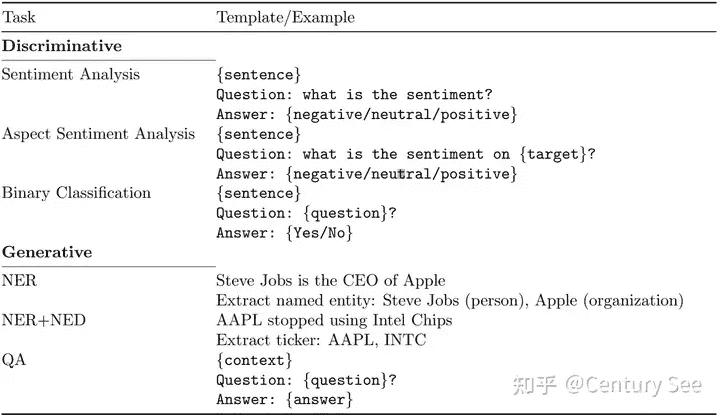 Task Template/Example
Discriminative
Sentiment Analysis {sentence}
Question: what is the sentiment?
Answer: {negative/neutral/positive}
Aspect Sentiment Analysis {sentence}
Question: what is the sentiment on {target}?
Answer: {negative/neutral/positive}
Binary Classification {sentence}
Question: {question}?
Answer: {Yes/No}
Generative
NER Steve Jobs is the CEO of Apple
Extract named entity: Steve Jobs (person), Apple (organization)
NER+NED AAPL stopped using Intel Chips
Extract ticker: AAPL, INTC
QA {context}
Question: {question}?
Answer: {answer}
知乎 @Century See